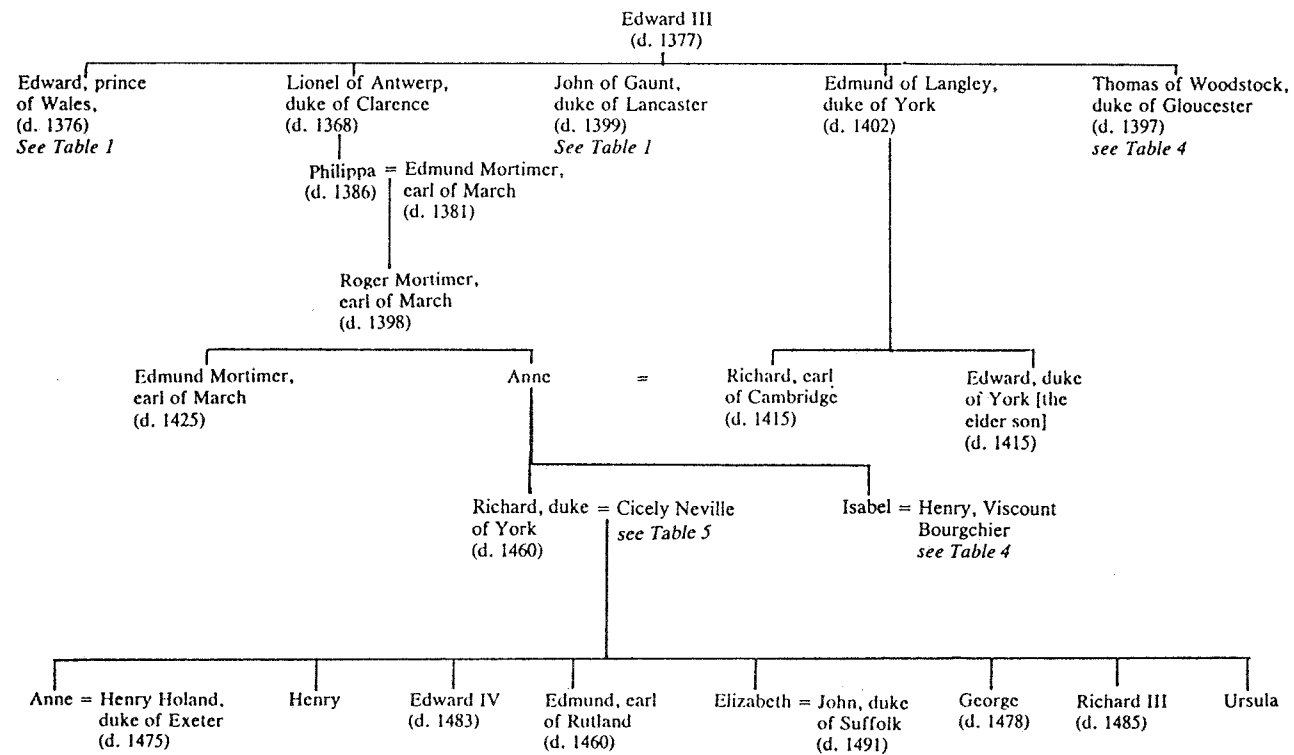 Edward III
(d. 1377)
Edward, prince
of Wales,
(d. 1376)
See Table 1
Lionel of Antwerp,
duke of Clarence
(d. 1368)
John of Gaunt,
duke of Lancaster
(d. 1399)
See Table 1
Edmund of Langley,
duke of York
(d. 1402)
Thomas of Woodstock,
duke of Gloucester
(d. 1397)
see Table 4
Philippa = Edmund Mortimer,
(d. 1386) earl of March
(d. 1381)
Roger Mortimer,
earl of March
(d. 1398)
Edmund Mortimer,
earl of March
(d. 1425)
Anne = Richard, earl
of Cambridge
(d. 1415)
Edward, duke
of York [the
elder son]
(d. 1415)
Richard, duke = Cicely Neville
of York see Table 5
(d. 1460)
Isabel = Henry, Viscount
Bourgchier
see Table 4
Anne = Henry Holand,
duke of Exeter
(d. 1475)
Henry
Edward IV
(d. 1483)
Edmund, earl
of Rutland
(d. 1460)
Elizabeth = John, duke
of Suffolk
(d. 1491)
George
(d. 1478)
Richard III
(d. 1485)
Ursula